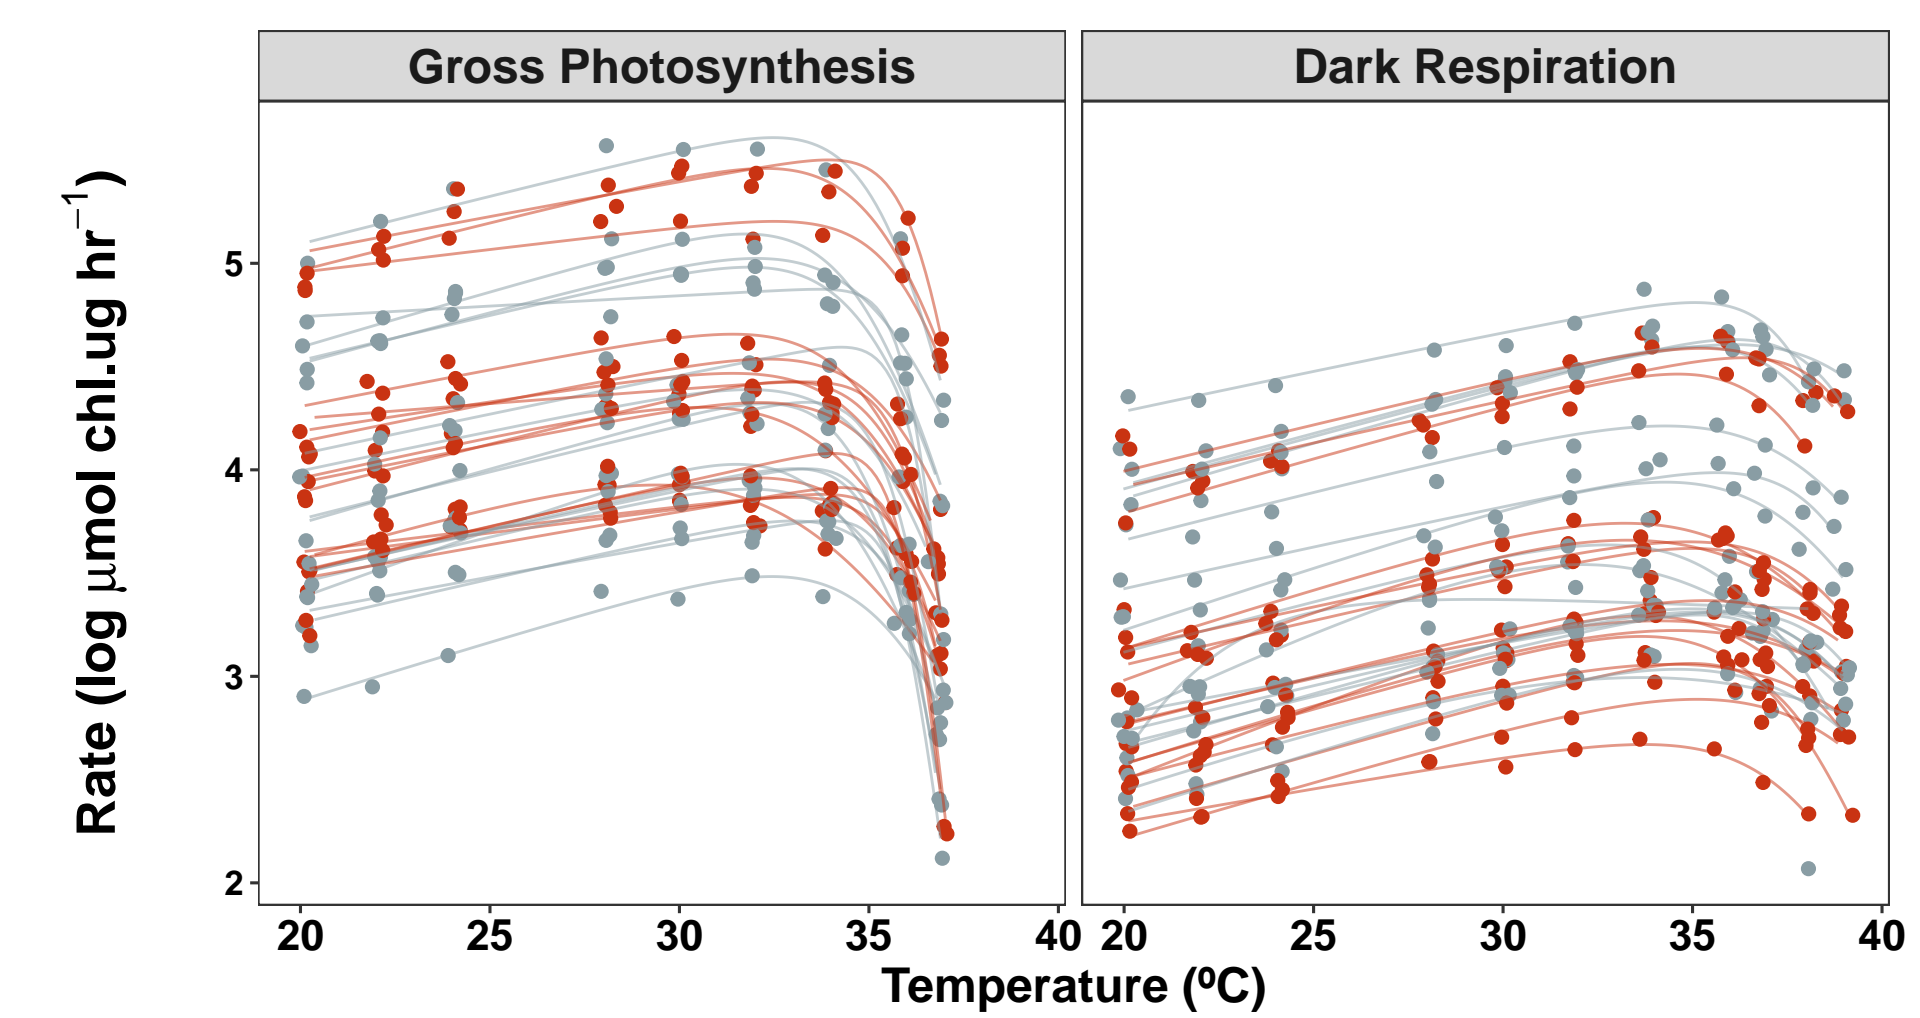 Gross Photosynthesis
Dark Respiration
Rate (log μmol chl.ug hr⁻¹)
5
4
3
2
20 25 30 35 40
20 25 30 35 40
Temperature (ºC)